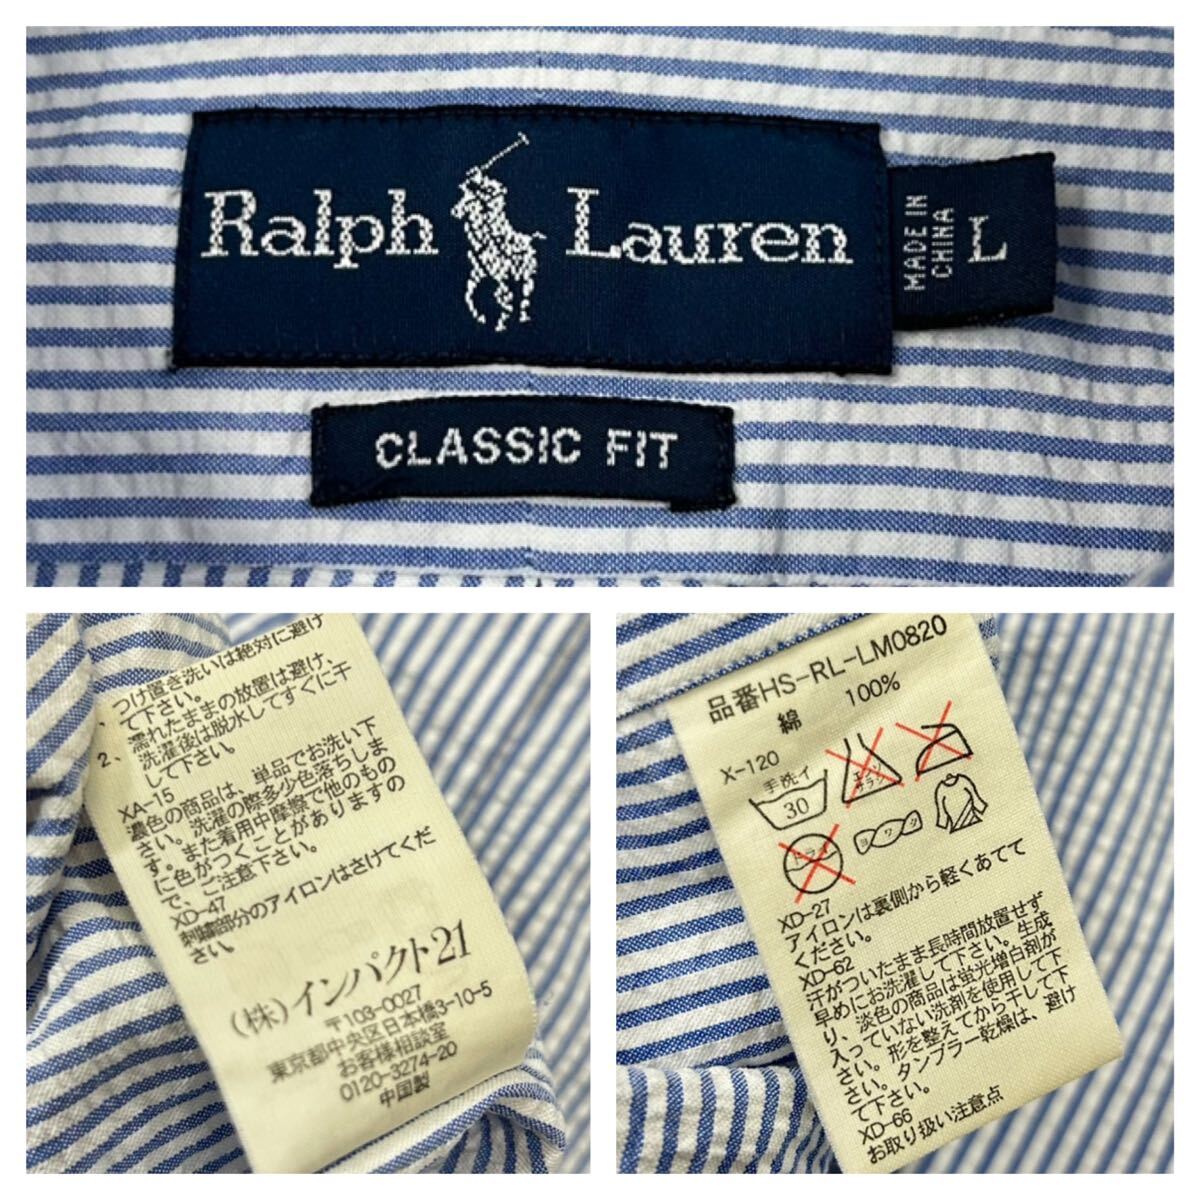 Ralph Lauren
MADE IN
CHINA
L
CLASSIC FIT
、つけ置き洗いは絶対に避け
て下さい。
2、濡れたままの放置は避け、
洗濯後は脱水してすぐに干
して下さい。
XA-15
濃色の商品は、単品でお洗い下
さい。洗濯の際多少色落ちしま
す。また着用中摩擦で他のもの
に色がつくことがありますの
で、ご注意下さい。
XD-47
刺繍部分のアイロンはさけてくだ
さい。
(株)インパクト21
〒103-0027
東京都中央区日本橋3-10-5
お客様相談室
0120-3274-20
中国製
品番HS-RL-LM0820
綿 100%
X-120
手洗イ
30
エンソ
サラシ
ドライ
ヨワク
XD-27
アイロンは裏側から軽くあてて
ください。
XD-62
汗がついたまま長時間放置せず
早めにお洗濯して下さい。生成
り、淡色の商品は蛍光増白剤が
入っていない洗剤を使用して下
さい。形を整えてから干して下
さい。タンブラー乾燥は、避け
て下さい。
XD-66
お取り扱い注意点